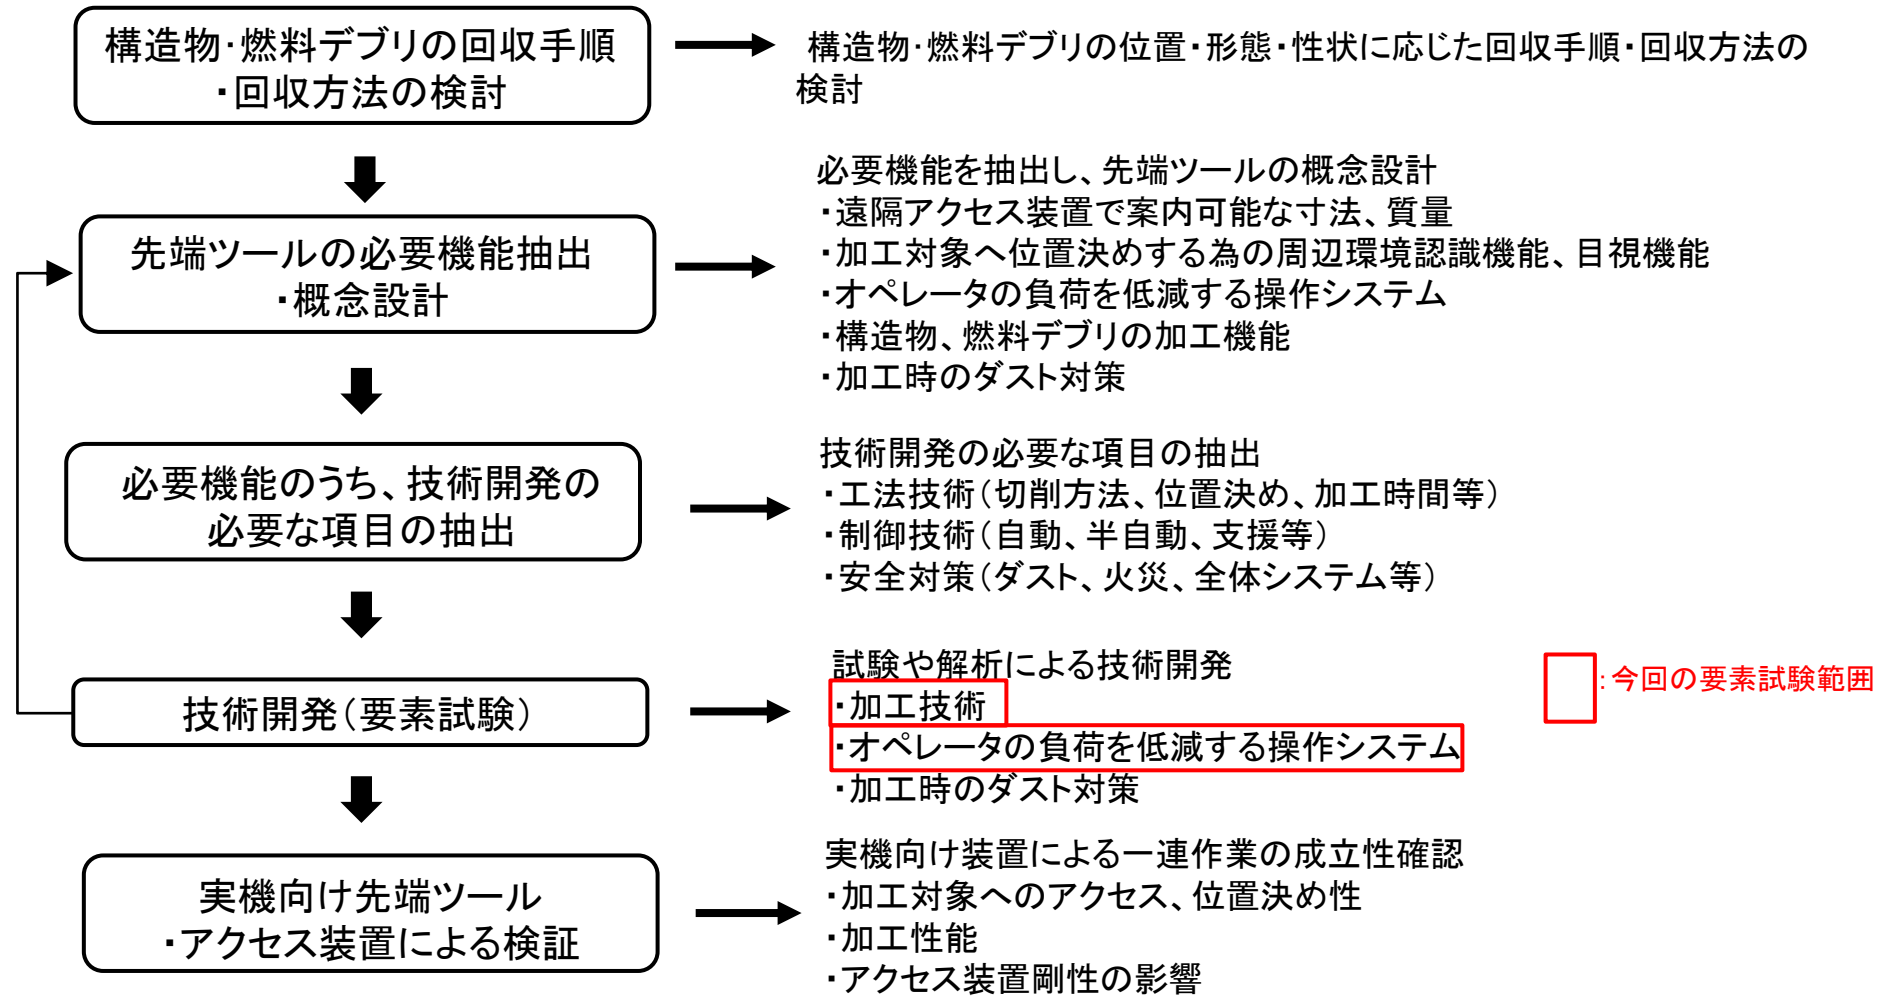 構造物･燃料デブリの回収手順
・回収方法の検討
構造物･燃料デブリの位置・形態・性状に応じた回収手順・回収方法の
検討
先端ツールの必要機能抽出
・概念設計
必要機能を抽出し、先端ツールの概念設計
・遠隔アクセス装置で案内可能な寸法、質量
・加工対象へ位置決めする為の周辺環境認識機能、目視機能
・オペレータの負荷を低減する操作システム
・構造物、燃料デブリの加工機能
・加工時のダスト対策
必要機能のうち、技術開発の
必要な項目の抽出
技術開発の必要な項目の抽出
・工法技術（切削方法、位置決め、加工時間等）
・制御技術（自動、半自動、支援等）
・安全対策（ダスト、火災、全体システム等）
技術開発（要素試験）
試験や解析による技術開発
・加工技術
・オペレータの負荷を低減する操作システム
・加工時のダスト対策
：今回の要素試験範囲
実機向け先端ツール
・アクセス装置による検証
実機向け装置による一連作業の成立性確認
・加工対象へのアクセス、位置決め性
・加工性能
・アクセス装置剛性の影響